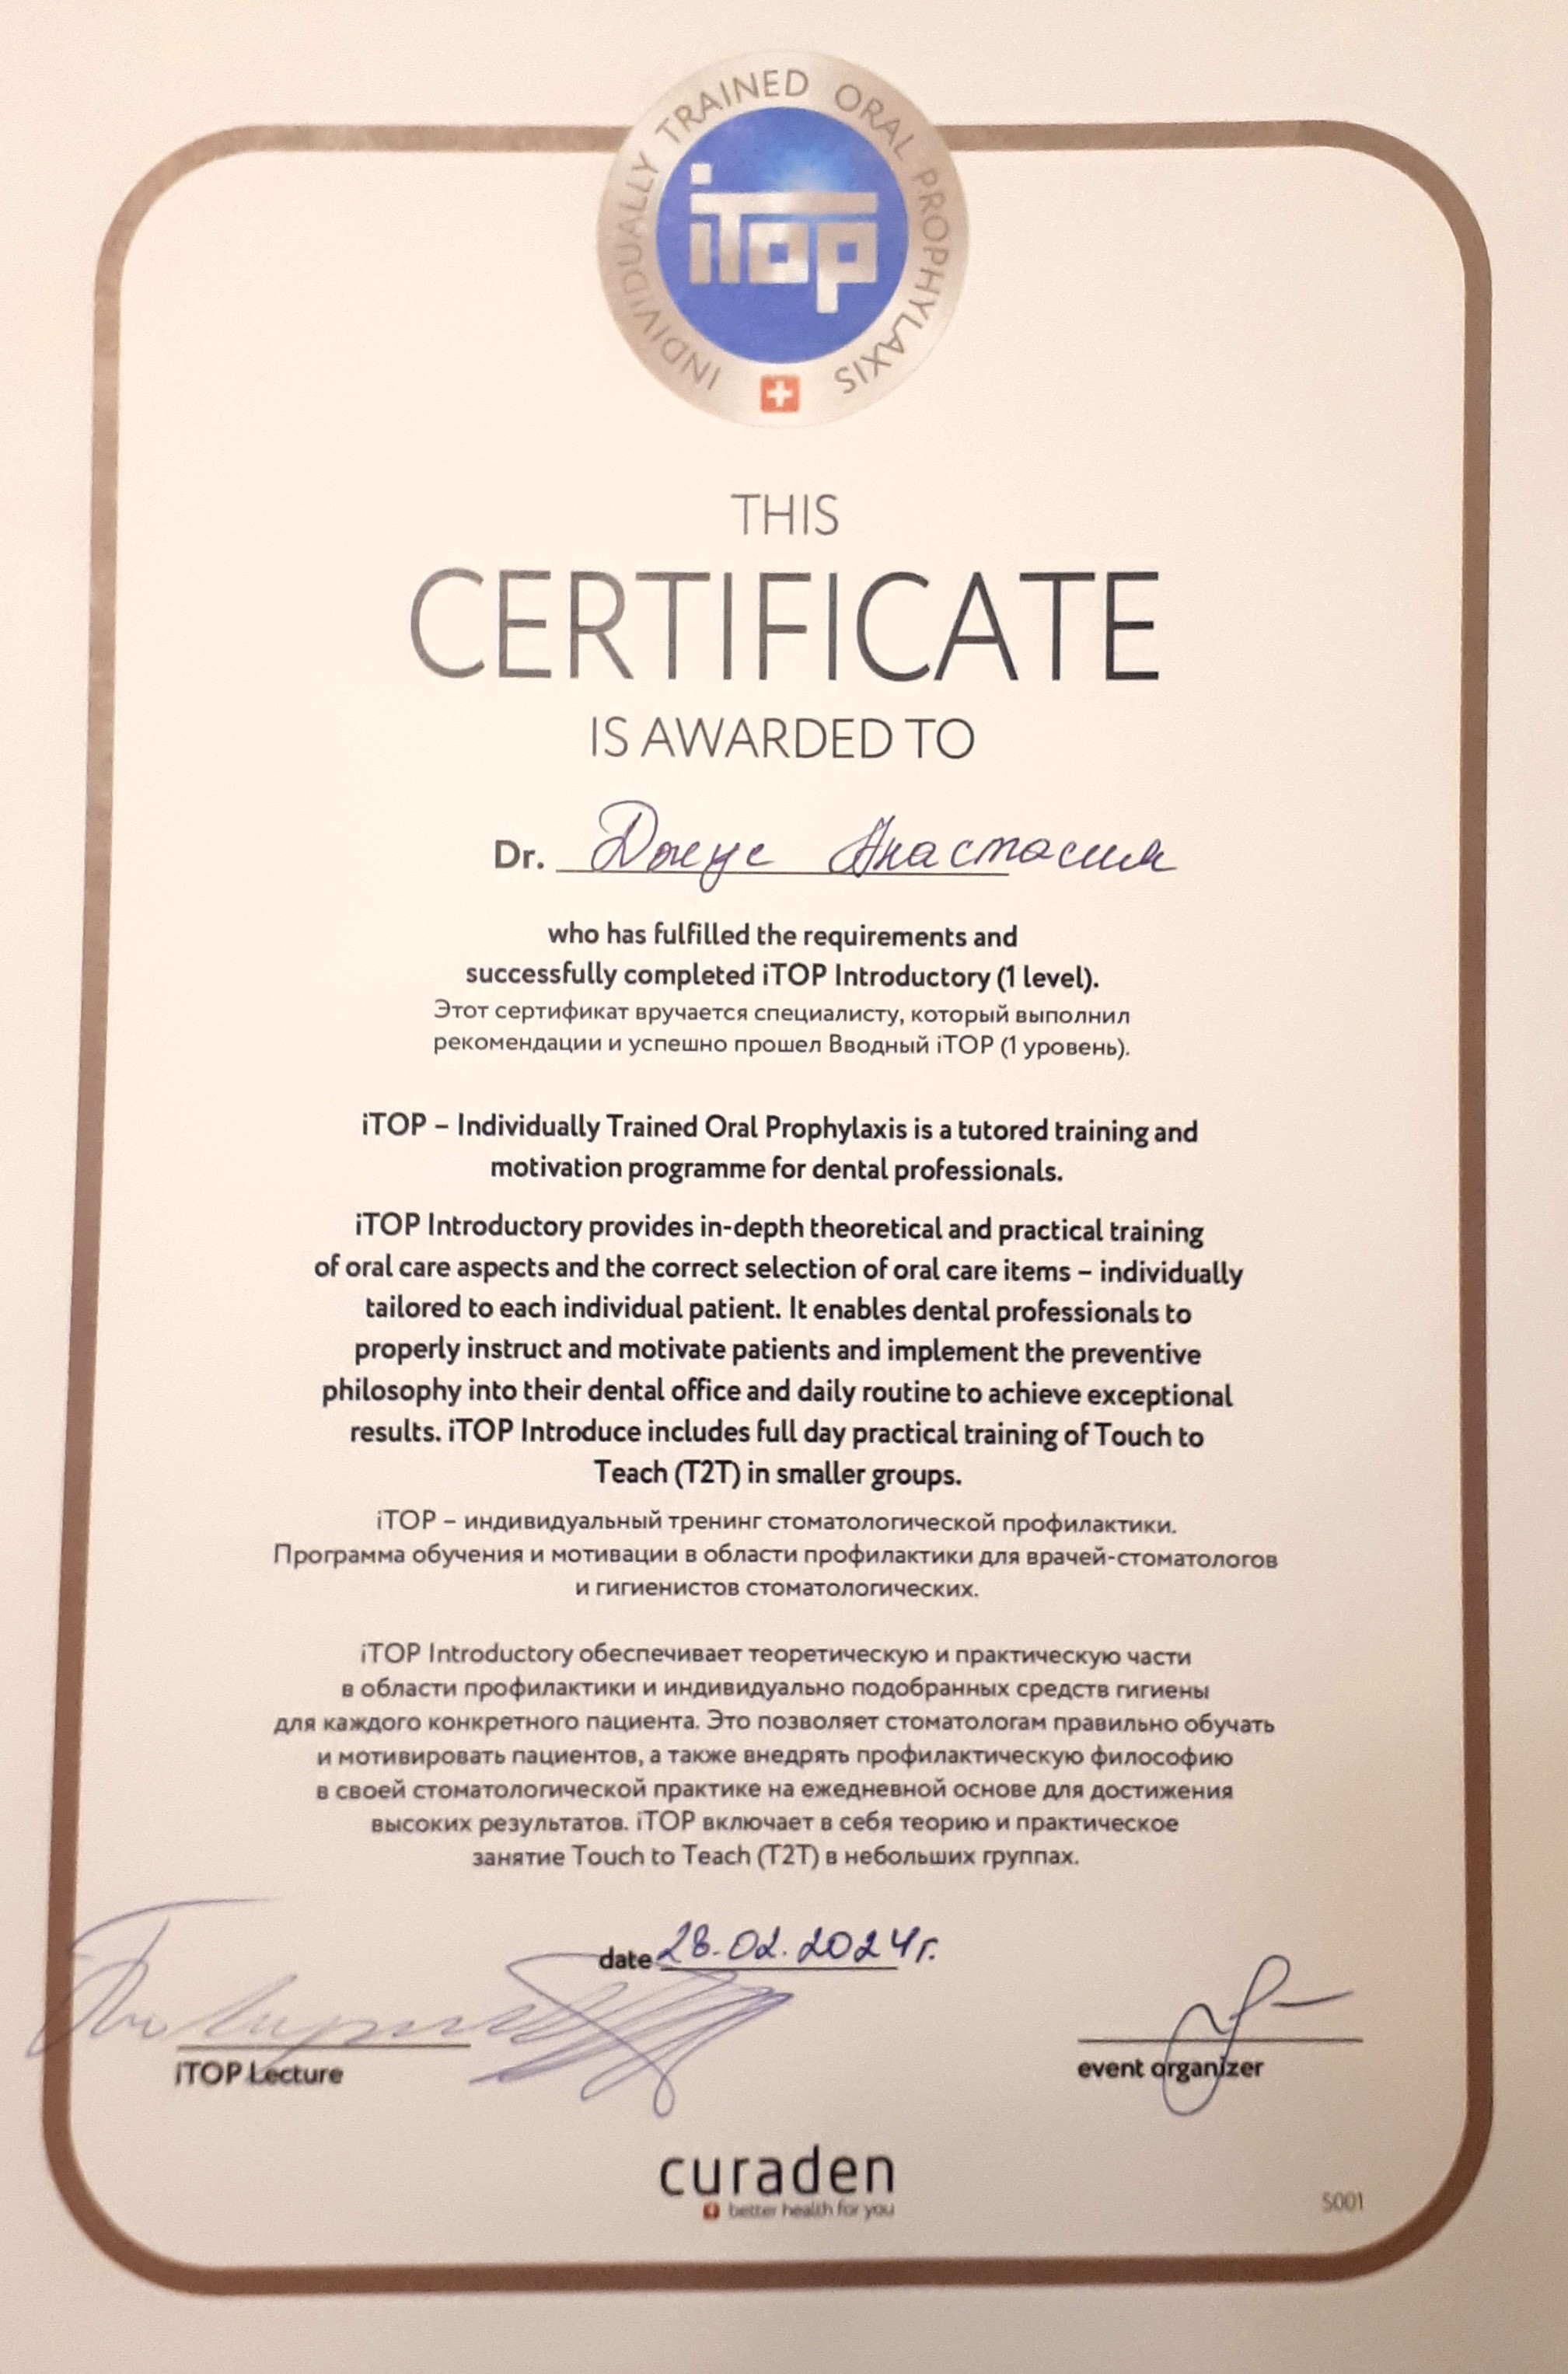 INDIVIDUALLY TRAINED ORAL PROPHYLAXIS
iTop
THIS
CERTIFICATE
IS AWARDED TO
Dr. Анастасия
who has fulfilled the requirements and
successfully completed iTOP Introductory (1 level).
Этот сертификат вручается специалисту, который выполнил
рекомендации и успешно прошел Вводный iTOP (1 уровень).
iTOP – Individually Trained Oral Prophylaxis is a tutored training and
motivation programme for dental professionals.
iTOP Introductory provides in-depth theoretical and practical training
of oral care aspects and the correct selection of oral care items – individually
tailored to each individual patient. It enables dental professionals to
properly instruct and motivate patients and implement the preventive
philosophy into their dental office and daily routine to achieve exceptional
results. iTOP Introduce includes full day practical training of Touch to
Teach (T2T) in smaller groups.
iTOP – индивидуальный тренинг стоматологической профилактики.
Программа обучения и мотивации в области профилактики для врачей-стоматологов
и гигиенистов стоматологических.
iTOP Introductory обеспечивает теоретическую и практическую части
в области профилактики и индивидуально подобранных средств гигиены
для каждого конкретного пациента. Это позволяет стоматологам правильно обучать
и мотивировать пациентов, а также внедрять профилактическую философию
в своей стоматологической практике на ежедневной основе для достижения
высоких результатов. iTOP включает в себя теорию и практическое
занятие Touch to Teach (T2T) в небольших группах.
date 28.02.2024г.
iTOP Lecture
event organizer
curaden
better health for you
S001